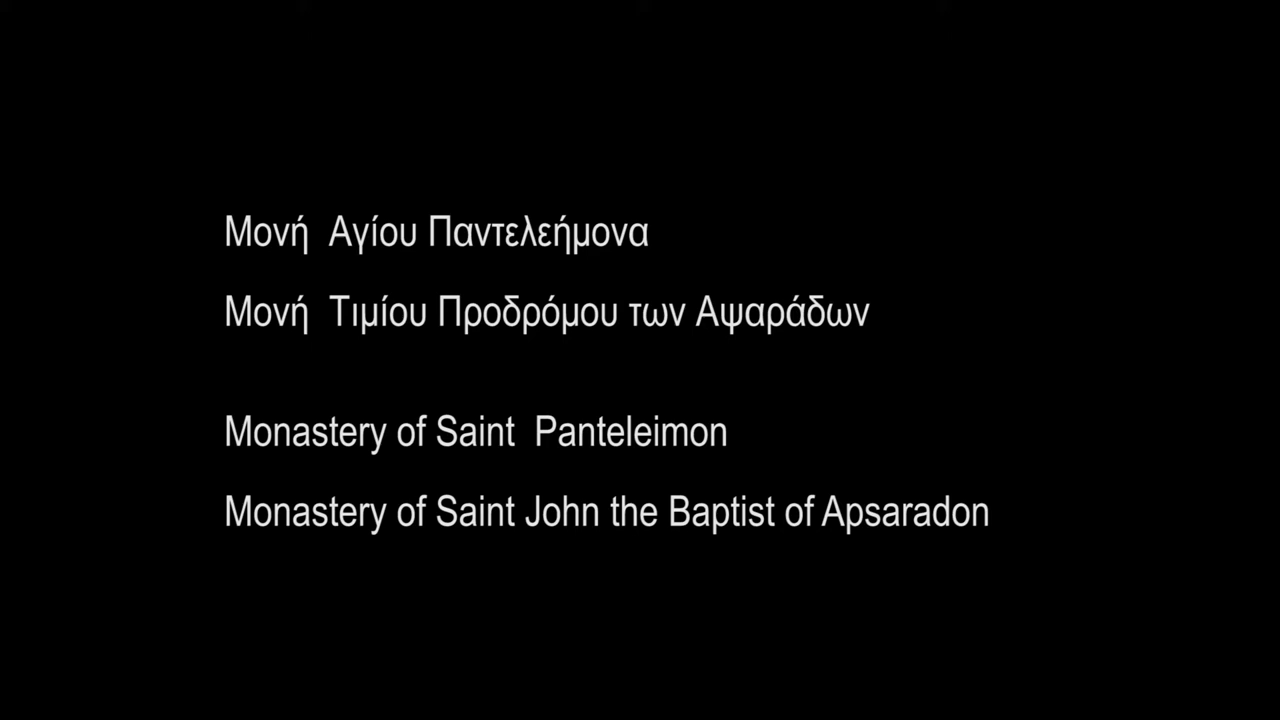 Μονή  Αγίου Παντελεήμονα
Μονή  Τιμίου Προδρόμου των Αψαράδων
Monastery of Saint  Panteleimon
Monastery of Saint John the Baptist of Apsaradon